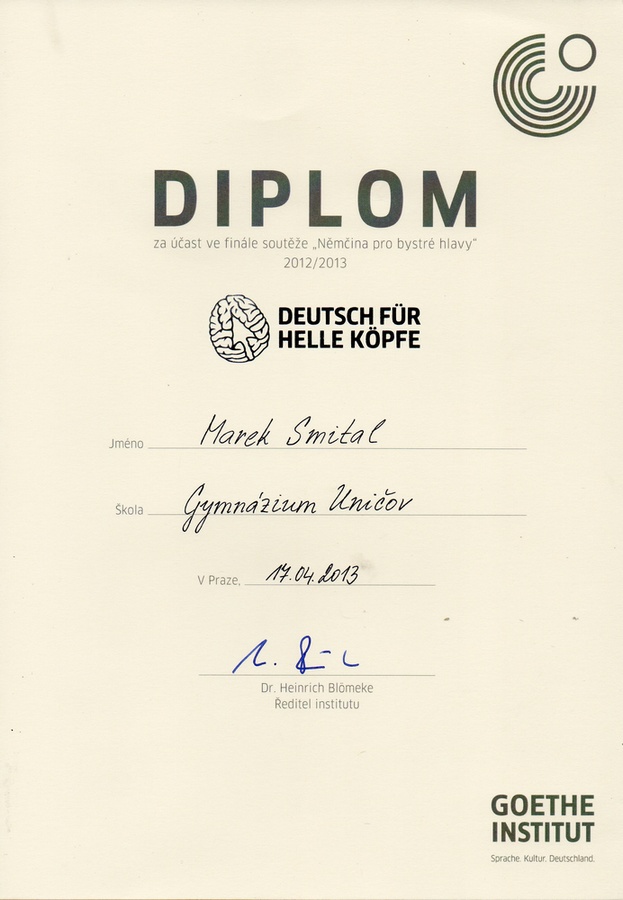 DIPLOM
za účast ve finále soutěže „Němčina pro bystré hlavy“
2012/2013
DEUTSCH FÜR
HELLE KÖPFE
Jméno Marek Smital
Škola Gymnázium Uničov
V Praze, 17.04.2013
Dr. Heinrich Blömeke
Ředitel institutu
GOETHE
INSTITUT
Sprache. Kultur. Deutschland.